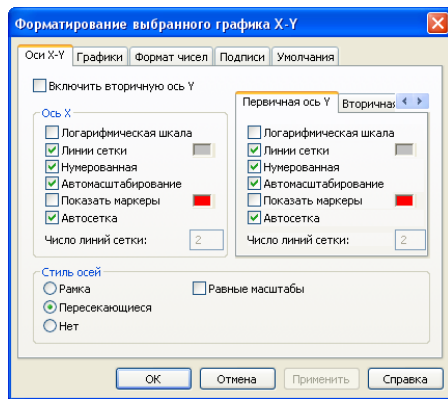 Форматирование выбранного графика X-Y
Оси X-Y Графики Формат чисел Подписи Умолчания
Включить вторичную ось Y
Ось X
Логарифмическая шкала
Линии сетки
Нумерованная
Автомасштабирование
Показать маркеры
Автосетка
Число линий сетки: 2
Первичная ось Y Вторична
Логарифмическая шкала
Линии сетки
Нумерованная
Автомасштабирование
Показать маркеры
Автосетка
Число линий сетки: 2
Стиль осей
Рамка
Равные масштабы
Пересекающиеся
Нет
ОК Отмена Применить Справка